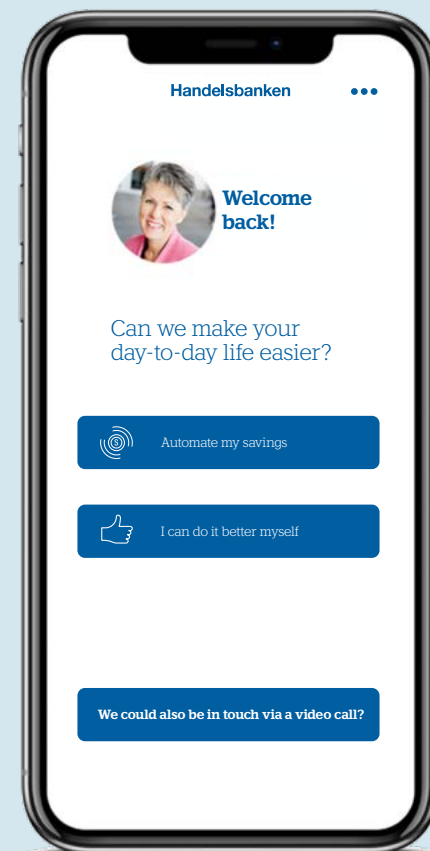 Handelsbanken
Welcome
back!
Can we make your
day-to-day life easier?
Automate my savings
I can do it better myself
We could also be in touch via a video call?